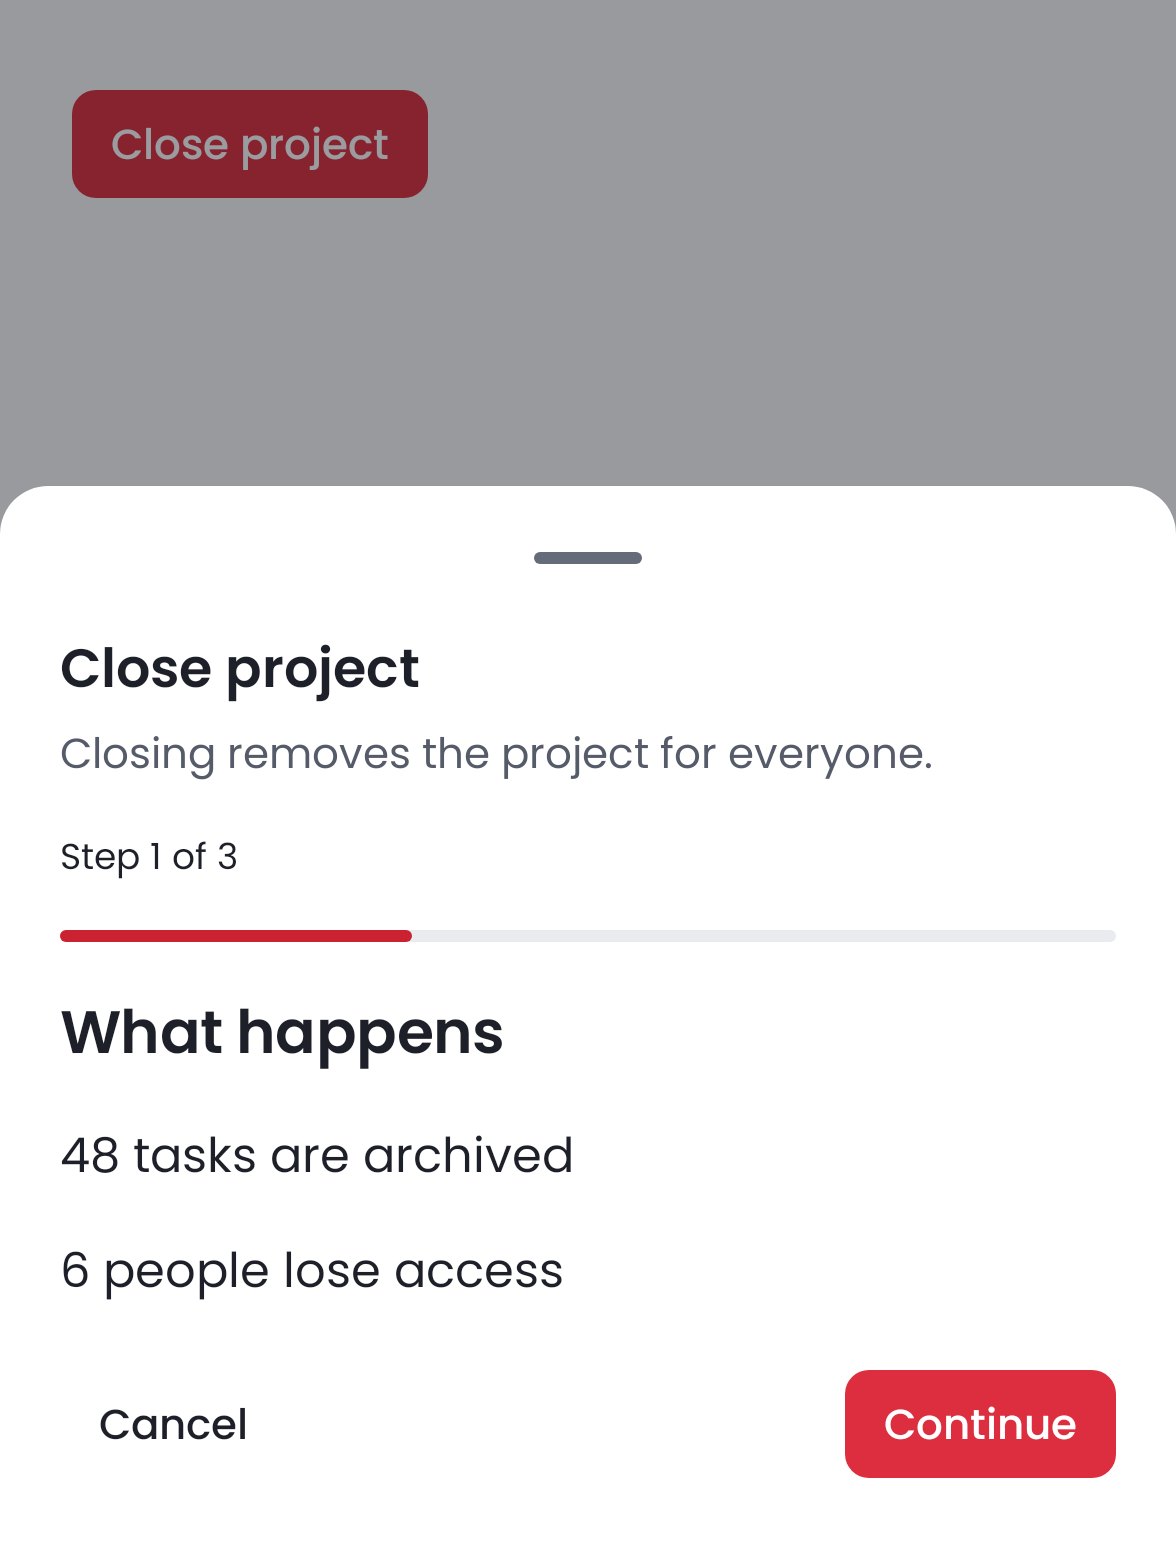 Close project
Close project
Closing removes the project for everyone.
Step 1 of 3
What happens
48 tasks are archived
6 people lose access
Cancel
Continue